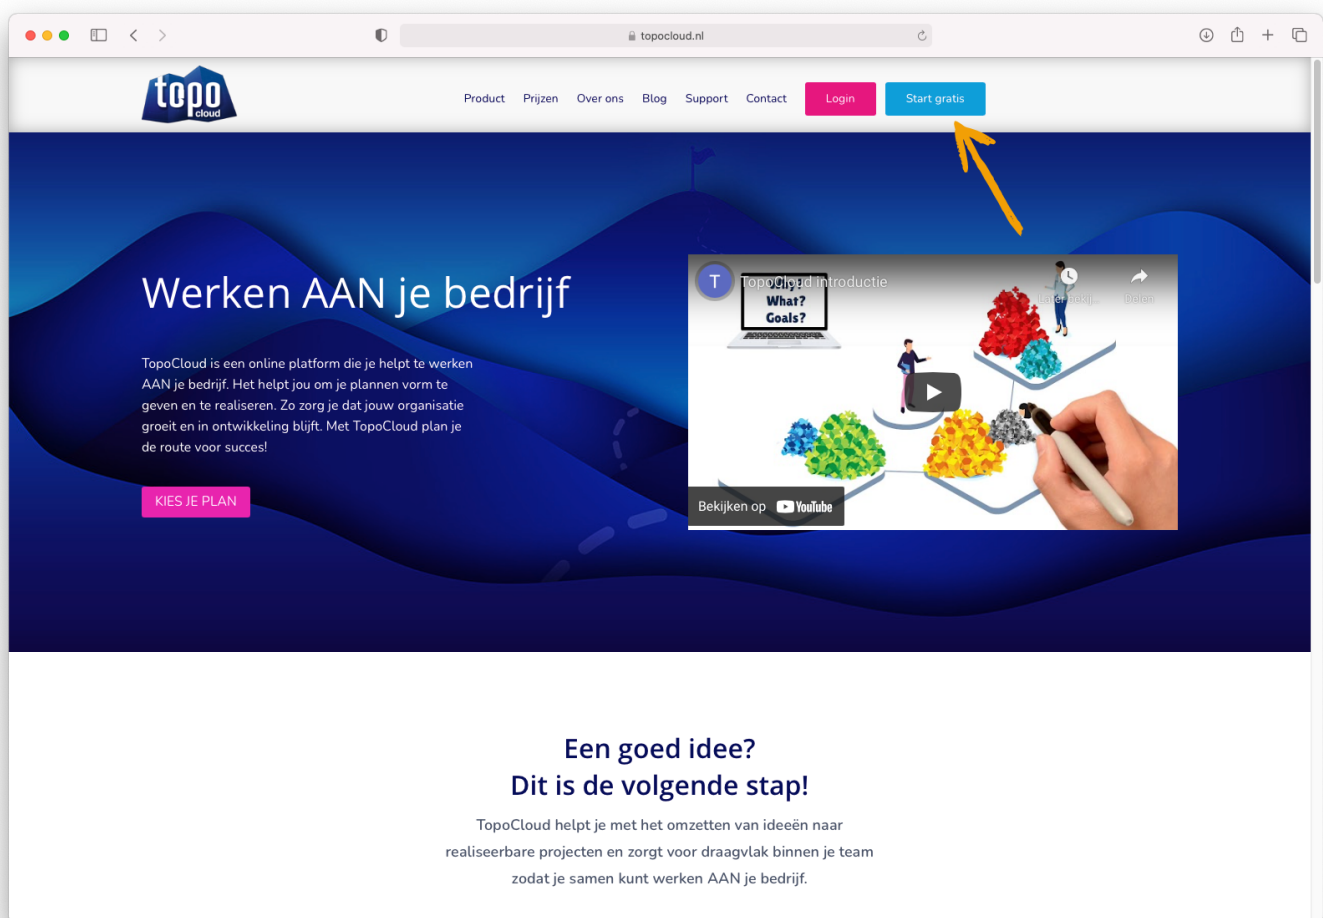 topocloud.nl
topo
cloud
Product Prijzen Over ons Blog Support Contact Login Start gratis
Werken AAN je bedrijf
TopoCloud is een online platform die je helpt te werken
AAN je bedrijf. Het helpt jou om je plannen vorm te
geven en te realiseren. Zo zorg je dat jouw organisatie
groeit en in ontwikkeling blijft. Met TopoCloud plan je
de route voor succes!
KIES JE PLAN
T TopoCloud introductie
What?
Goals?
Delen
Bekijken op YouTube
Een goed idee?
Dit is de volgende stap!
TopoCloud helpt je met het omzetten van ideeën naar
realiseerbare projecten en zorgt voor draagvlak binnen je team
zodat je samen kunt werken AAN je bedrijf.